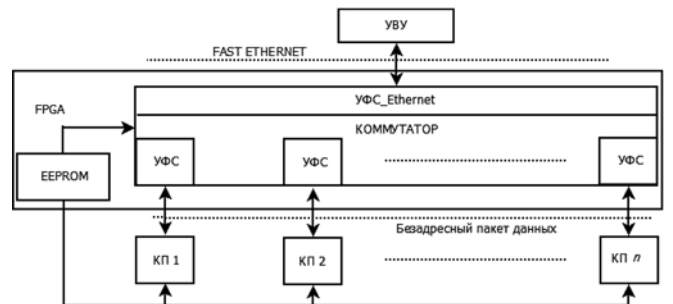 УВУ
FAST ETHERNET
УФС_Ethernet
FPGA
КОММУТАТОР
УФС
УФС
УФС
EEPROM
Безадресный пакет данных
КП 1
КП 2
КП n